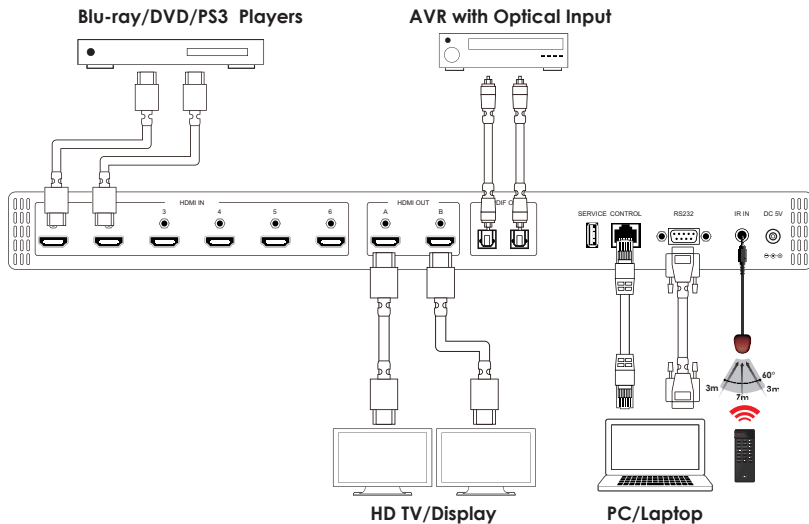 Blu-ray/DVD/PS3 Players
AVR with Optical Input
HDMI IN
3
4
5
6
HDMI OUT
A
B
SERVICE
CONTROL
RS232
IR IN
DC 5V
60°
3m
3m
7m
HD TV/Display
PC/Laptop